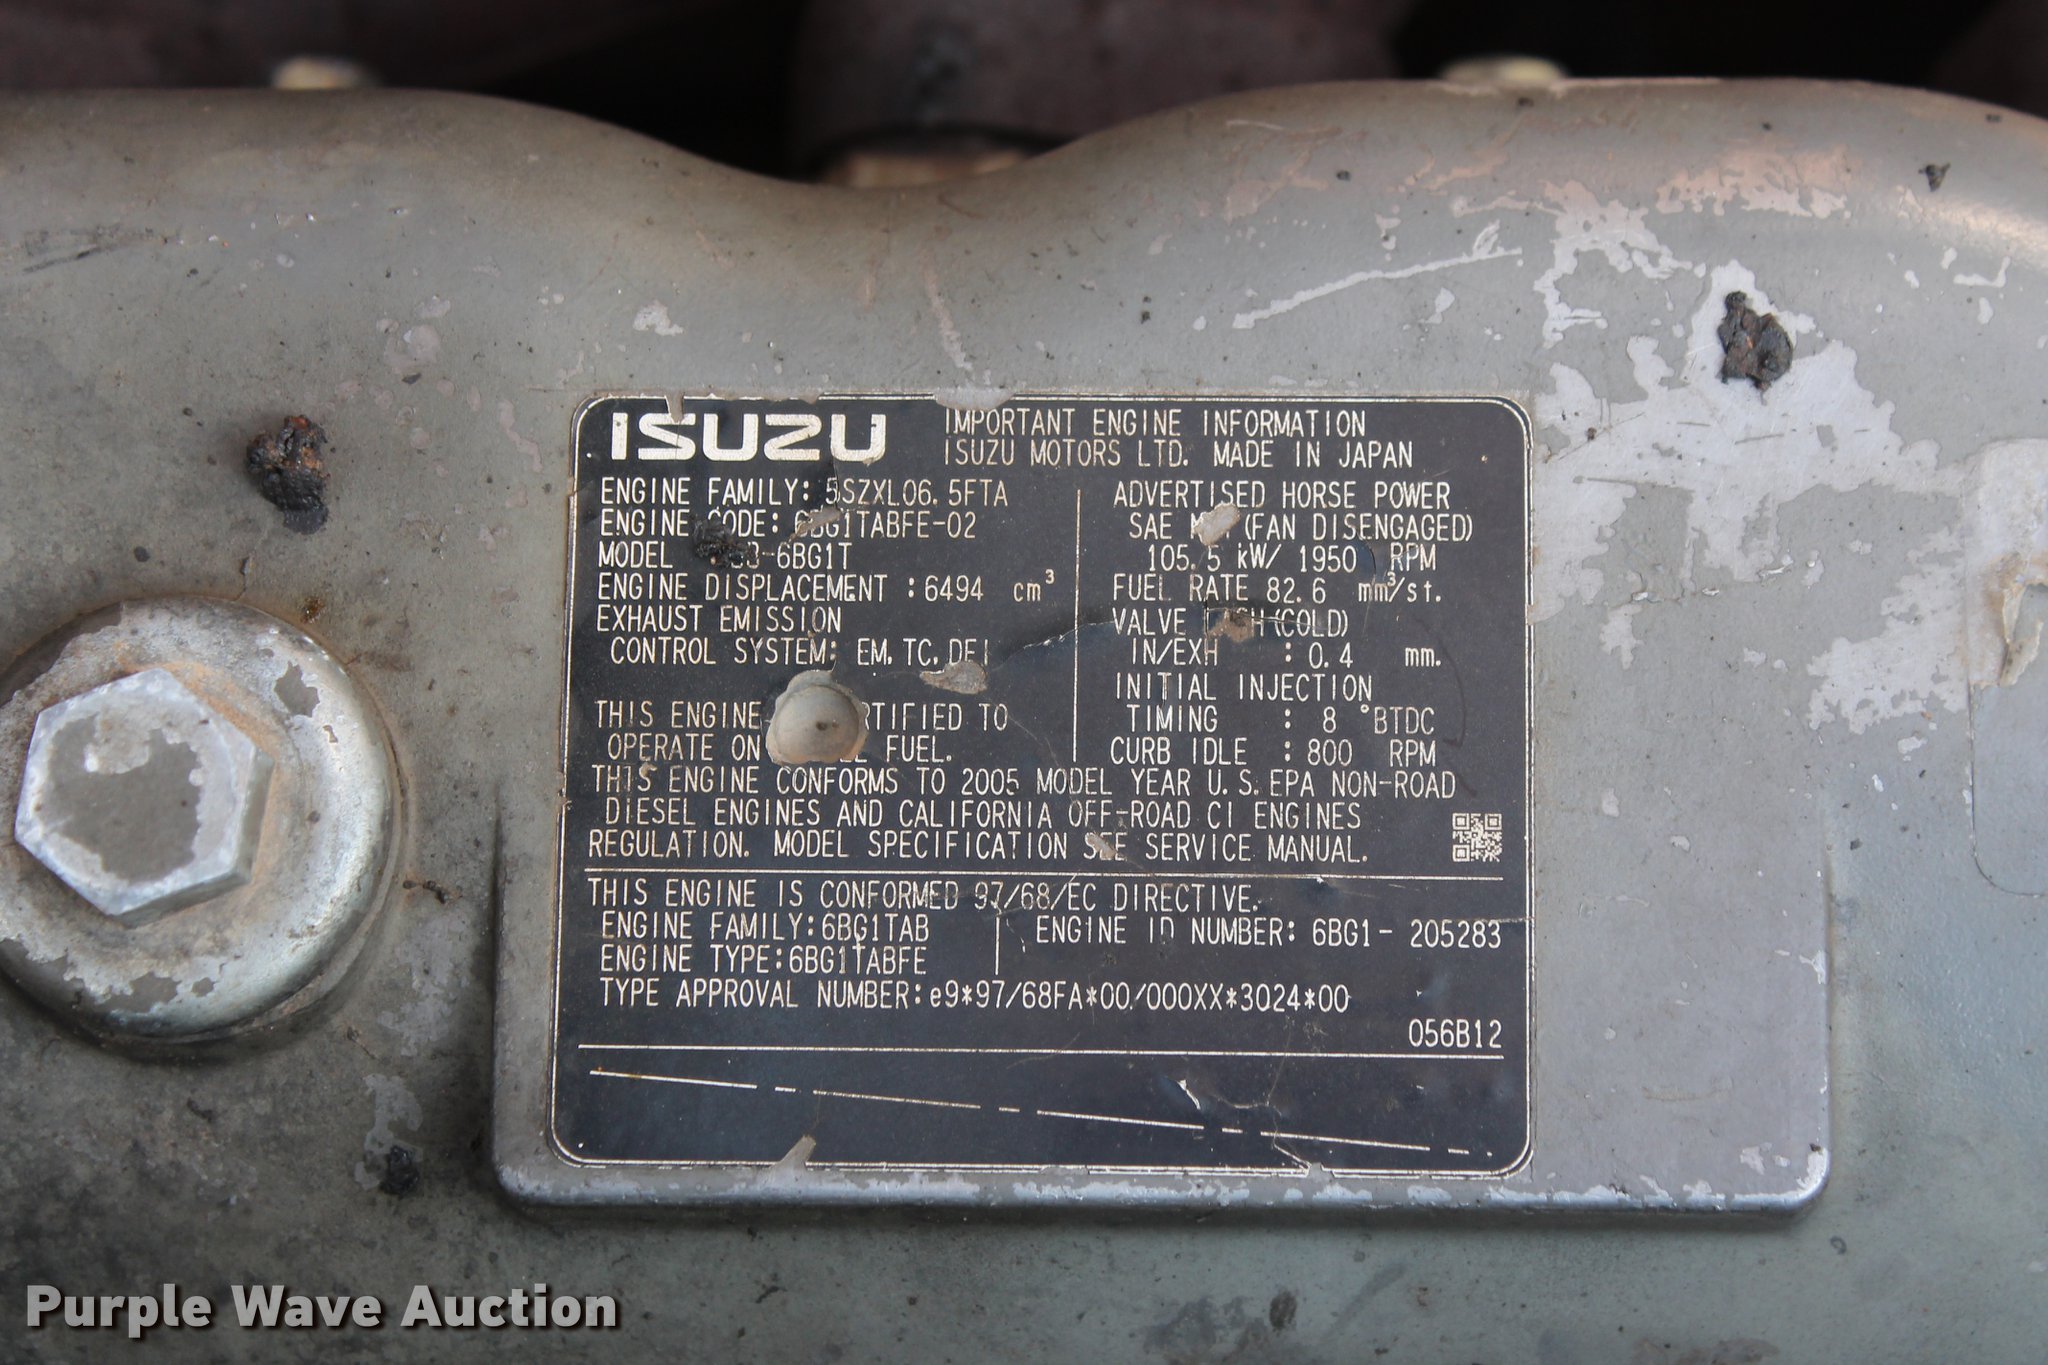 ISUZU
IMPORTANT ENGINE INFORMATION
ISUZU MOTORS LTD. MADE IN JAPAN
ENGINE FAMILY: 5SZXL06.5FTA
ENGINE CODE: 6BG1TABFE-02
MODEL
ENGINE DISPLACEMENT :6494 cm³
EXHAUST EMISSION
CONTROL SYSTEM: EM, TC,
THIS ENGINE TO
OPERATE ON FUEL.
ADVERTISED HORSE POWER
SAE (FAN DISENGAGED)
105.5 kW/ 1950 RPM
FUEL RATE 82.6 mm³/st.
VALVE (COLD)
IN/EXH : 0.4 mm.
INITIAL INJECTION
TIMING : 8 °BTDC
CURB IDLE : 800 RPM
THIS ENGINE CONFORMS TO 2005 MODEL YEAR U.S. EPA NON-ROAD
DIESEL ENGINES AND CALIFORNIA OFF-ROAD CI ENGINES
REGULATION. MODEL SPECIFICATION SEE SERVICE MANUAL.
THIS ENGINE IS CONFORMED 97/68/EC DIRECTIVE.
ENGINE FAMILY:6BG1TAB
ENGINE TYPE:6BG1TABFE
ENGINE ID NUMBER: 6BG1- 205283
TYPE APPROVAL NUMBER:e9*97/68FA*00/000XX*3024*00
056B12
Purple Wave Auction